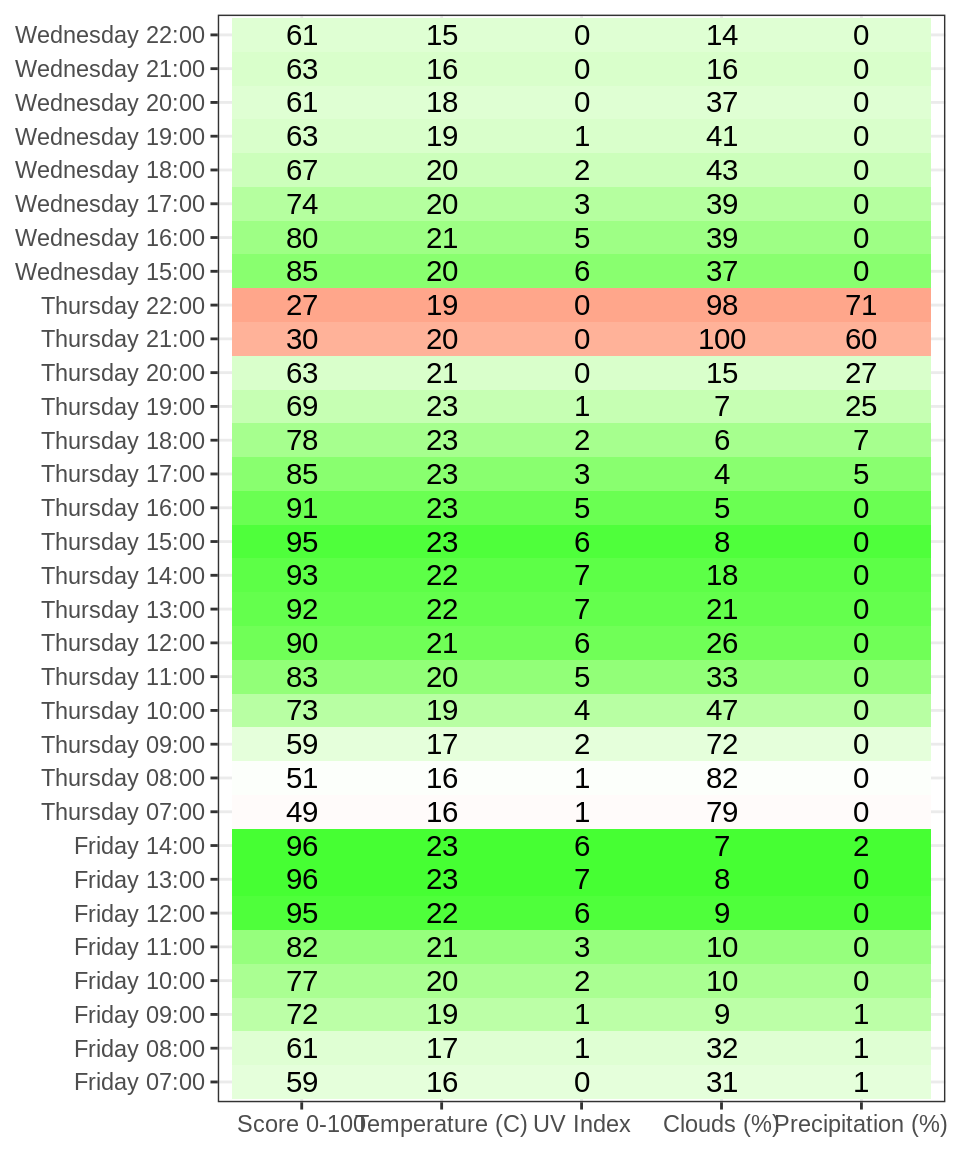 Wednesday 22:00 61 15 0 14 0
Wednesday 21:00 63 16 0 16 0
Wednesday 20:00 61 18 0 37 0
Wednesday 19:00 63 19 1 41 0
Wednesday 18:00 67 20 2 43 0
Wednesday 17:00 74 20 3 39 0
Wednesday 16:00 80 21 5 39 0
Wednesday 15:00 85 20 6 37 0
Thursday 22:00 27 19 0 98 71
Thursday 21:00 30 20 0 100 60
Thursday 20:00 63 21 0 15 27
Thursday 19:00 69 23 1 7 25
Thursday 18:00 78 23 2 6 7
Thursday 17:00 85 23 3 4 5
Thursday 16:00 91 23 5 5 0
Thursday 15:00 95 23 6 8 0
Thursday 14:00 93 22 7 18 0
Thursday 13:00 92 22 7 21 0
Thursday 12:00 90 21 6 26 0
Thursday 11:00 83 20 5 33 0
Thursday 10:00 73 19 4 47 0
Thursday 09:00 59 17 2 72 0
Thursday 08:00 51 16 1 82 0
Thursday 07:00 49 16 1 79 0
Friday 14:00 96 23 6 7 2
Friday 13:00 96 23 7 8 0
Friday 12:00 95 22 6 9 0
Friday 11:00 82 21 3 10 0
Friday 10:00 77 20 2 10 0
Friday 09:00 72 19 1 9 1
Friday 08:00 61 17 1 32 1
Friday 07:00 59 16 0 31 1
Score 0-100 Temperature (C) UV Index Clouds (%) Precipitation (%)